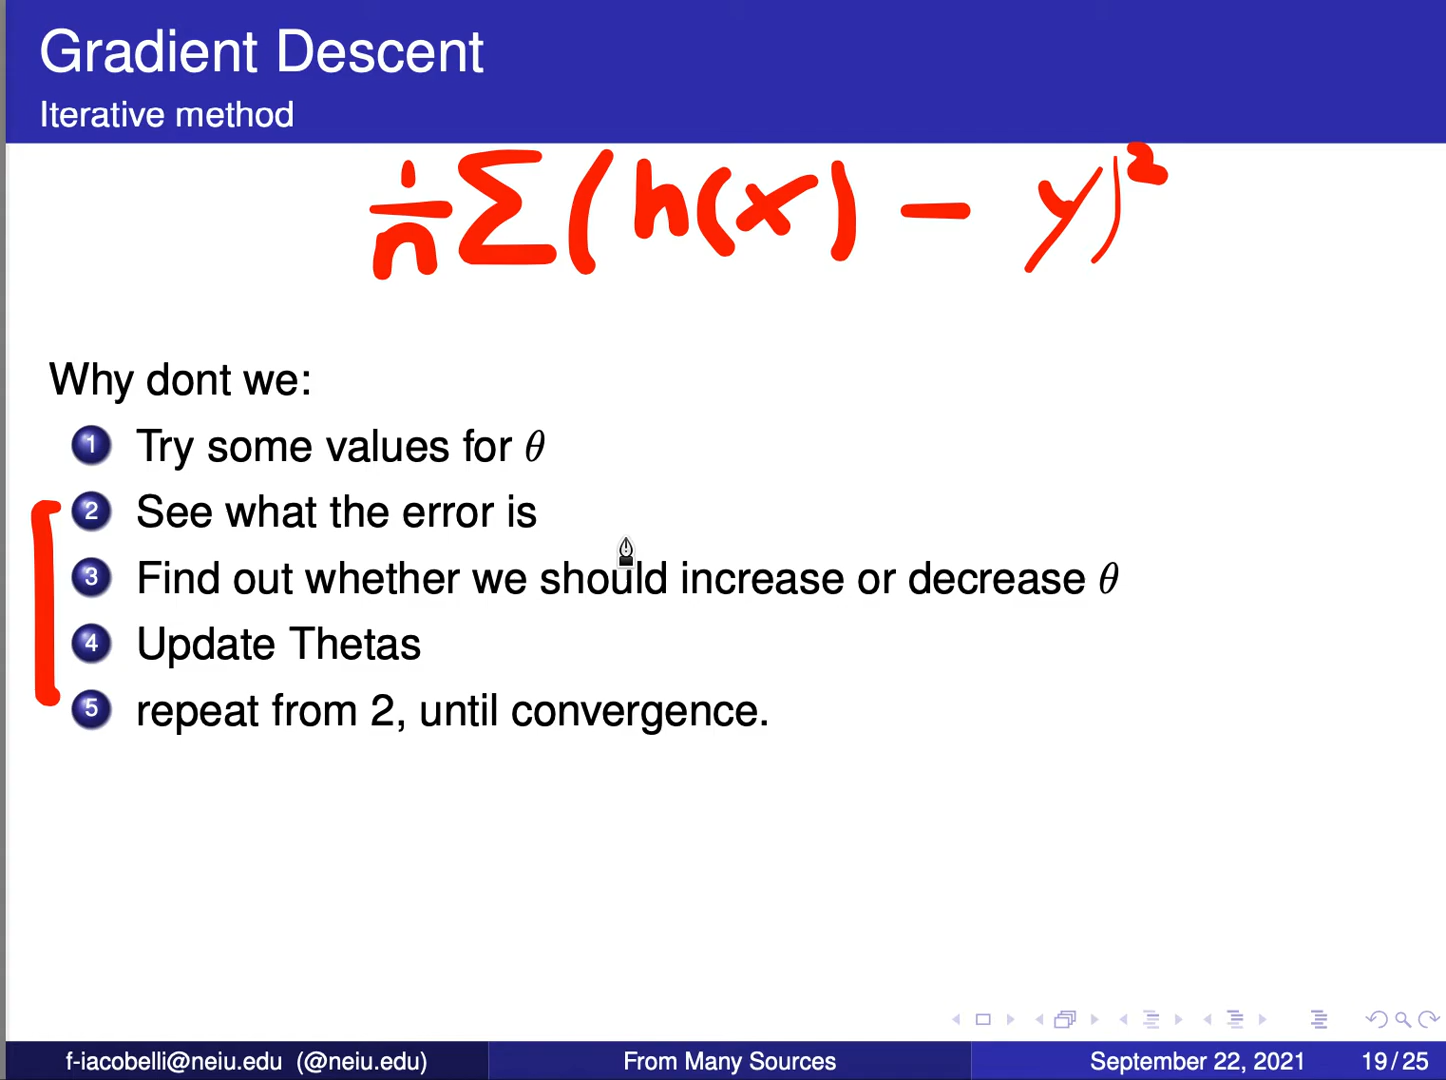 Gradient Descent
Iterative method
1/n Σ(h(x) − y)²
Why dont we:
1 Try some values for θ
2 See what the error is
3 Find out whether we should increase or decrease θ
4 Update Thetas
5 repeat from 2, until convergence.
f-iacobelli@neiu.edu (@neiu.edu) From Many Sources September 22, 2021 19/25